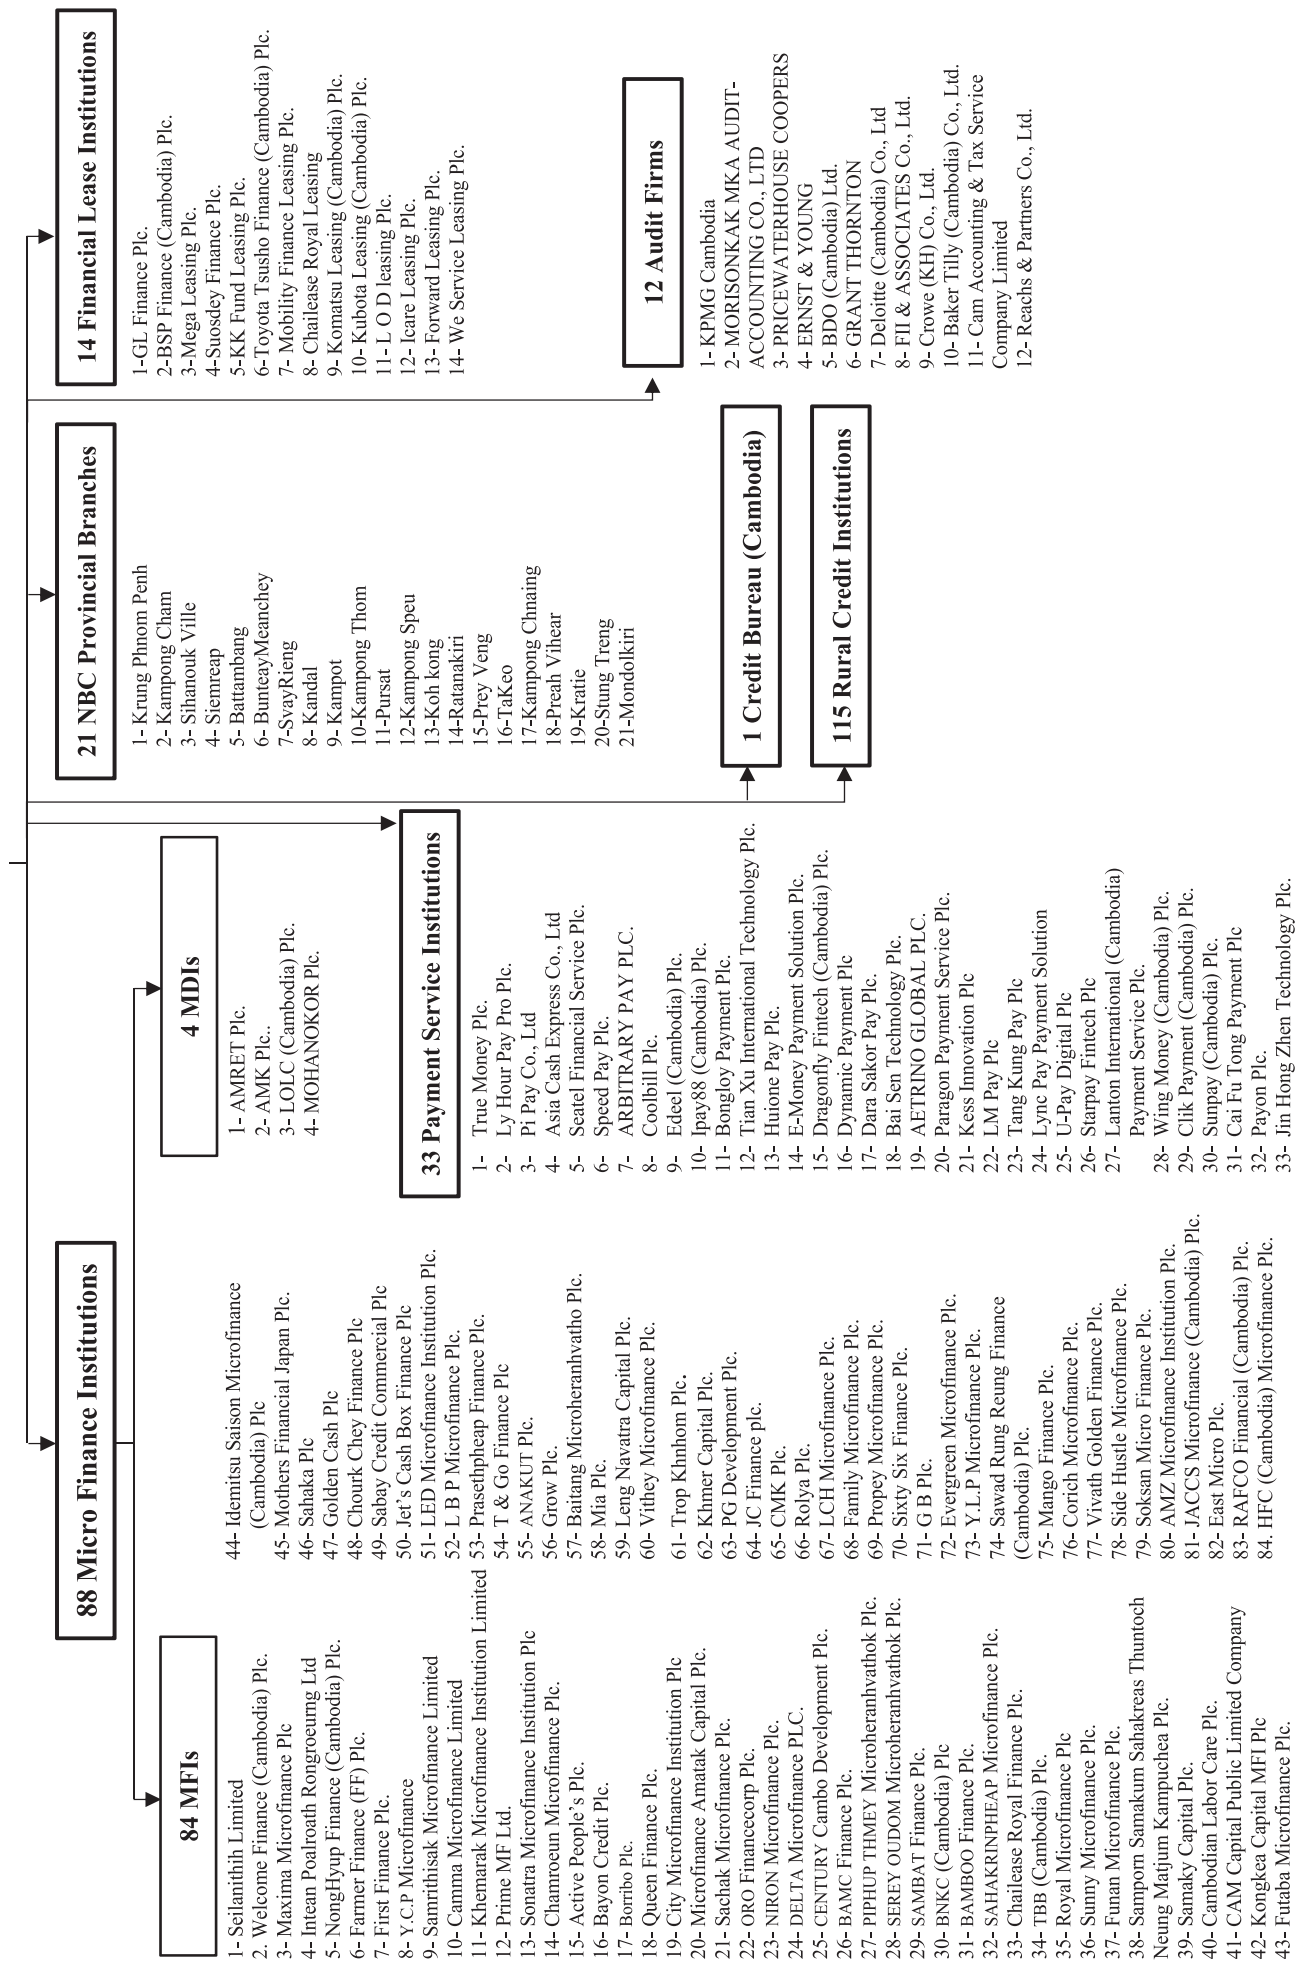 88 Micro Finance Institutions
84 MFIs
1- Seilanithih Limited
2. Welcome Finance (Cambodia) Plc.
3- Maxima Microfinance Plc
4- Intean Poalroath Rongroeurng Ltd
5- NongHyup Finance (Cambodia) Plc.
6- Farmer Finance (FF) Plc.
7- First Finance Plc.
8- Y.C.P Microfinance
9- Samrithisak Microfinance Limited
10- Camma Microfinance Limited
11- Khemarak Microfinance Institution Limited
12- Prime MF Ltd.
13- Sonatra Microfinance Institution Plc
14- Chamroeun Microfinance Plc.
15- Active People's Plc.
16- Bayon Credit Plc.
17- Borribo Plc.
18- Queen Finance Plc.
19- City Microfinance Institution Plc
20- Microfinance Amatak Capital Plc.
21- Sachak Microfinance Plc.
22- ORO Financecorp Plc.
23- NIRON Microfinance Plc.
24- DELTA Microfinance PLC.
25- CENTURY Cambo Development Plc.
26- BAMC Finance Plc.
27- PIPHUP THMEY Microheranhvathok Plc.
28- SEREY OUDOM Microheranhvathok Plc.
29- SAMBAT Finance Plc.
30- BNKC (Cambodia) Plc
31- BAMBOO Finance Plc.
32- SAHAKRINPHEAP Microfinance Plc.
33- Chailease Royal Finance Plc.
34- TBB (Cambodia) Plc.
35- Royal Microfinance Plc
36- Sunny Microfinance Plc.
37- Funan Microfinance Plc.
38- Samporn Samakum Sahakreas Thuntoch
Neung Matjum Kampuchea Plc.
39- Samaky Capital Plc.
40- Cambodian Labor Care Plc.
41- CAM Capital Public Limited Company
42- Kongkea Capital MFI Plc
43- Futaba Microfinance Plc.
44- Idemitsu Saison Microfinance
(Cambodia) Plc
45- Mothers Financial Japan Plc.
46- Sahaka Plc
47- Golden Cash Plc
48- Chourk Chey Finance Plc
49- Sabay Credit Commercial Plc
50- Jet's Cash Box Finance Plc
51- LED Microfinance Institution Plc.
52- L B P Microfinance Plc.
53- Prasethpheap Finance Plc.
54- T & Go Finance Plc
55- ANAKUT Plc.
56- Grow Plc.
57- Baitang Microheranhvatho Plc.
58- Mia Plc.
59- Leng Navatra Capital Plc.
60- Vithey Microfinance Plc.
61- Trop Khnhom Plc.
62- Khmer Capital Plc.
63- PG Development Plc.
64- JC Finance plc.
65- CMK Plc.
66- Rolya Plc.
67- LCH Microfinance Plc.
68- Family Microfinance Plc.
69- Propey Microfinance Plc.
70- Sixty Six Finance Plc.
71- G B Plc.
72- Evergreen Microfinance Plc.
73- Y.L.P Microfinance Plc.
74- Sawad Rung Reung Finance
(Cambodia) Plc.
75- Mango Finance Plc.
76- Corich Microfinance Plc.
77- Vivath Golden Finance Plc.
78- Side Hustle Microfinance Plc.
79- Soksan Micro Finance Plc.
80- AMZ Microfinance Institution Plc.
81- JACCS Microfinance (Cambodia) Plc.
82- East Micro Plc.
83- RAFCO Financial (Cambodia) Plc.
84. HFC (Cambodia) Microfinance Plc.
4 MDIs
1- AMRET Plc.
2- AMK Plc..
3- LOLC (Cambodia) Plc.
4- MOHANOKOR Plc.
33 Payment Service Institutions
1- True Money Plc.
2- Ly Hour Pay Pro Plc.
3- Pi Pay Co., Ltd
4- Asia Cash Express Co., Ltd
5- Seatel Financial Service Plc.
6- Speed Pay Plc.
7- ARBITRARY PAY PLC.
8- Coolbill Plc.
9- Edeel (Cambodia) Plc.
10- Ipay88 (Cambodia) Plc.
11- Bongloy Payment Plc.
12- Tian Xu International Technology Plc.
13- Huione Pay Plc.
14- E-Money Payment Solution Plc.
15- Dragonfly Fintech (Cambodia) Plc.
16- Dynamic Payment Plc
17- Dara Sakor Pay Plc.
18- Bai Sen Technology Plc.
19- AETRINO GLOBAL PLC.
20- Paragon Payment Service Plc.
21- Kess Innovation Plc
22- LM Pay Plc
23- Tang Kung Pay Plc
24- Lync Pay Payment Solution
25- U-Pay Digital Plc
26- Starpay Fintech Plc
27- Lanton International (Cambodia)
Payment Service Plc.
28- Wing Money (Cambodia) Plc.
29- Clik Payment (Cambodia) Plc.
30- Sunpay (Cambodia) Plc.
31- Cai Fu Tong Payment Plc
32- Payon Plc.
33- Jin Hong Zhen Technology Plc.
21 NBC Provincial Branches
1- Krung Phnom Penh
2- Kampong Cham
3- Sihanouk Ville
4- Siemreap
5- Battambang
6- BunteayMeanchey
7-SvayRieng
8- Kandal
9- Kampot
10-Kampong Thom
11-Pursat
12-Kampong Speu
13-Koh kong
14-Ratanakiri
15-Prey Veng
16-TaKeo
17-Kampong Chnaing
18-Preah Vihear
19-Kratie
20-Stung Treng
21-Mondolkiri
1 Credit Bureau (Cambodia)
115 Rural Credit Institutions
14 Financial Lease Institutions
1-GL Finance Plc.
2-BSP Finance (Cambodia) Plc.
3-Mega Leasing Plc.
4-Suosdey Finance Plc.
5-KK Fund Leasing Plc.
6-Toyota Tsusho Finance (Cambodia) Plc.
7- Mobility Finance Leasing Plc.
8- Chailease Royal Leasing
9- Komatsu Leasing (Cambodia) Plc.
10- Kubota Leasing (Cambodia) Plc.
11- L O D leasing Plc.
12- Icare Leasing Plc.
13- Forward Leasing Plc.
14- We Service Leasing Plc.
12 Audit Firms
1- KPMG Cambodia
2- MORISONKAK MKA AUDIT-
ACCOUNTING CO., LTD
3- PRICEWATERHOUSE COOPERS
4- ERNST & YOUNG
5- BDO (Cambodia) Ltd.
6- GRANT THORNTON
7- Deloitte (Cambodia) Co., Ltd
8- FII & ASSOCIATES Co., Ltd.
9- Crowe (KH) Co., Ltd.
10- Baker Tilly (Cambodia) Co., Ltd.
11- Cam Accounting & Tax Service
Company Limited
12- Reachs & Partners Co., Ltd.